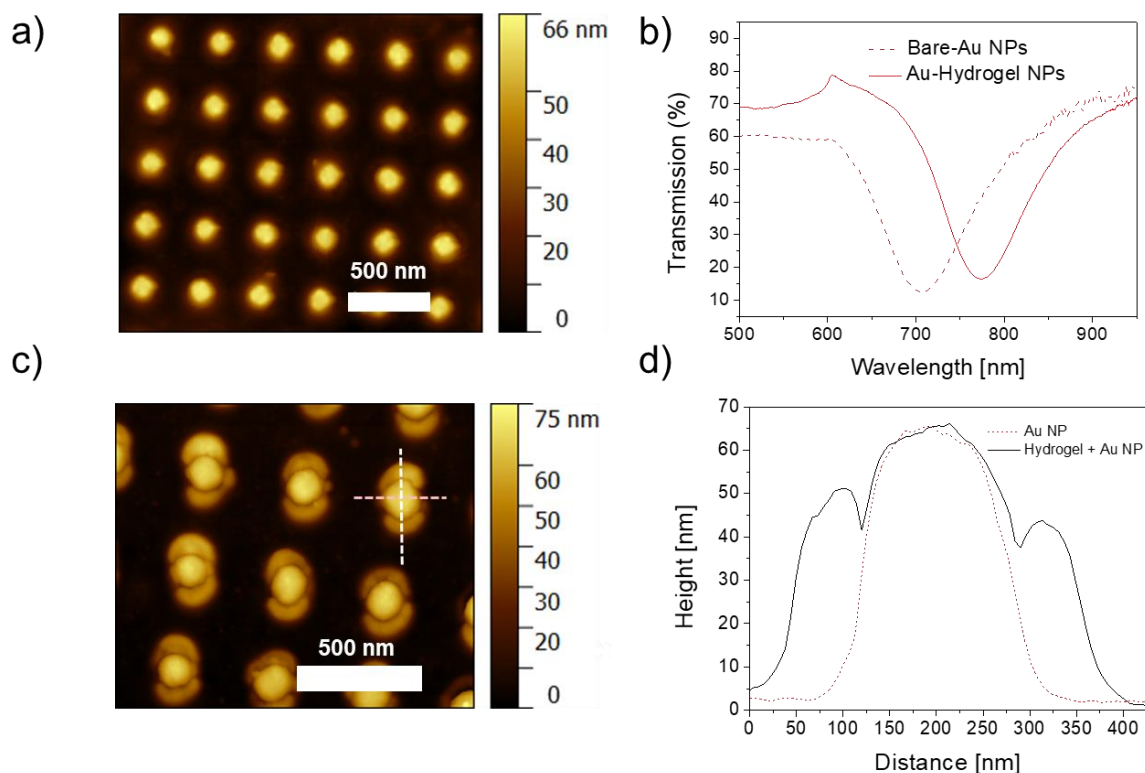 a)
66 nm
50
40
30
20
0
500 nm
b)
90
80
70
60
50
40
30
20
10
Transmission (%)
Bare-Au NPs
Au-Hydrogel NPs
500
600
700
800
900
Wavelength [nm]
c)
75 nm
60
50
40
30
20
0
500 nm
d)
70
60
50
40
30
20
10
0
Height [nm]
Au NP
Hydrogel + Au NP
0
50
100
150
200
250
300
350
400
Distance [nm]